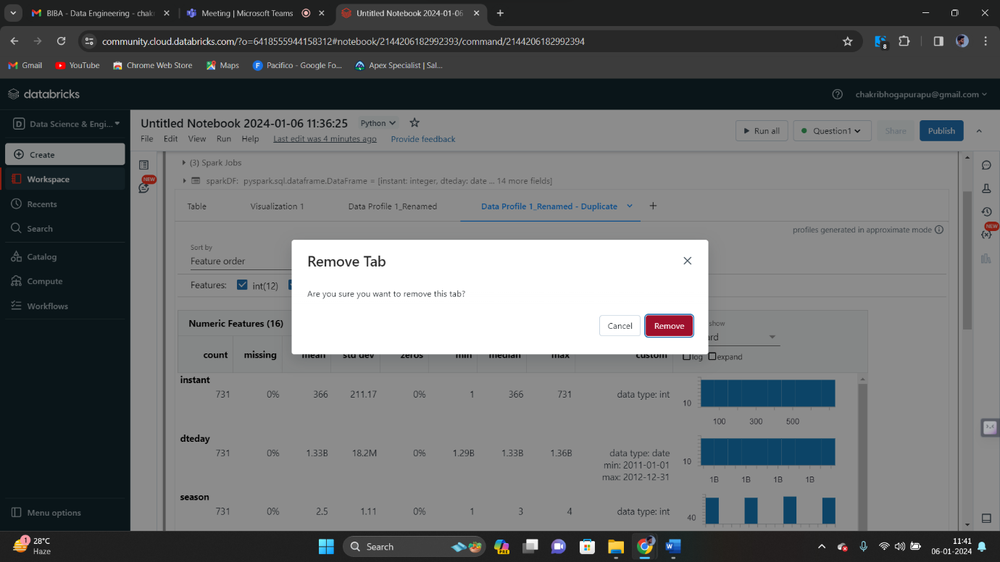 BIBA - Data Engineering - chak
Meeting | Microsoft Teams
Untitled Notebook 2024-01-06
community.cloud.databricks.com/?o=6418555944158312#notebook/2144206182992393/command/2144206182992394
8
Gmail
YouTube
Chrome Web Store
Maps
Pacifico - Google Fo...
Apex Specialist | Sal...
databricks
chakribhogapurapu@gmail.com
D Data Science & Engi...
Untitled Notebook 2024-01-06 11:36:25 Python
File Edit View Run Help Last edit was 4 minutes ago Provide feedback
Run all
Question1
Share
Publish
Create
Workspace
Recents
Search
Catalog
Compute
Workflows
Menu options
NEW
(3) Spark Jobs
sparkDF: pyspark.sql.dataframe.DataFrame = [instant: integer, dteday: date ... 14 more fields]
Table Visualization 1 Data Profile 1_Renamed Data Profile 1_Renamed - Duplicate +
profiles generated in approximate mode
NEW
Sort by
Feature order
Features: int(12)
Remove Tab
Are you sure you want to remove this tab?
Cancel Remove
Numeric Features (16)
show
rd
count missing mean std dev zeros min median max custom
log expand
instant
731 0% 366 211.17 0% 1 366 731 data type: int
10
100 300 500
dteday
731 0% 1.33B 18.2M 0% 1.29B 1.33B 1.36B data type: date
min: 2011-01-01
max: 2012-12-31
10
1B 1B 1B 1B
season
731 0% 2.5 1.11 0% 1 3 4 data type: int
40
1
28°C
Haze
Search
PRE
W
11:41
06-01-2024